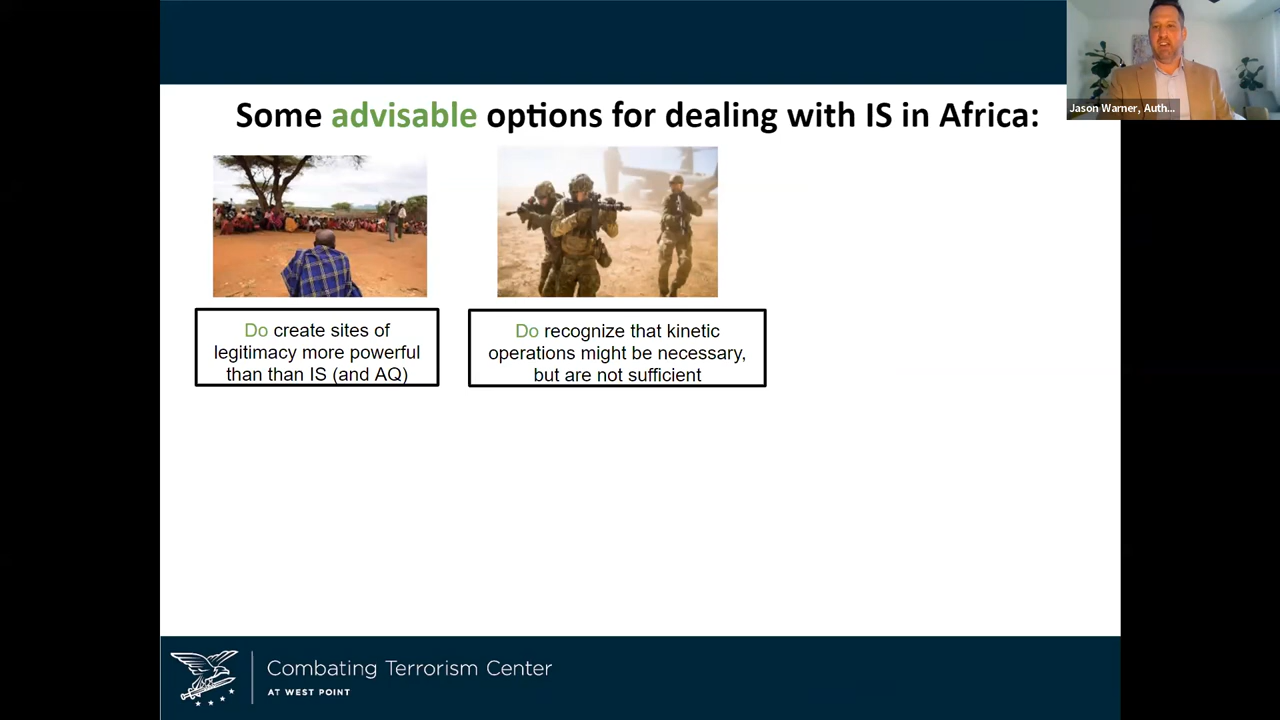 Jason Warner, Auth...
Some advisable options for dealing with IS in Africa:
Do create sites of
legitimacy more powerful
than than IS (and AQ)
Do recognize that kinetic
operations might be necessary,
but are not sufficient
Combating Terrorism Center
AT WEST POINT